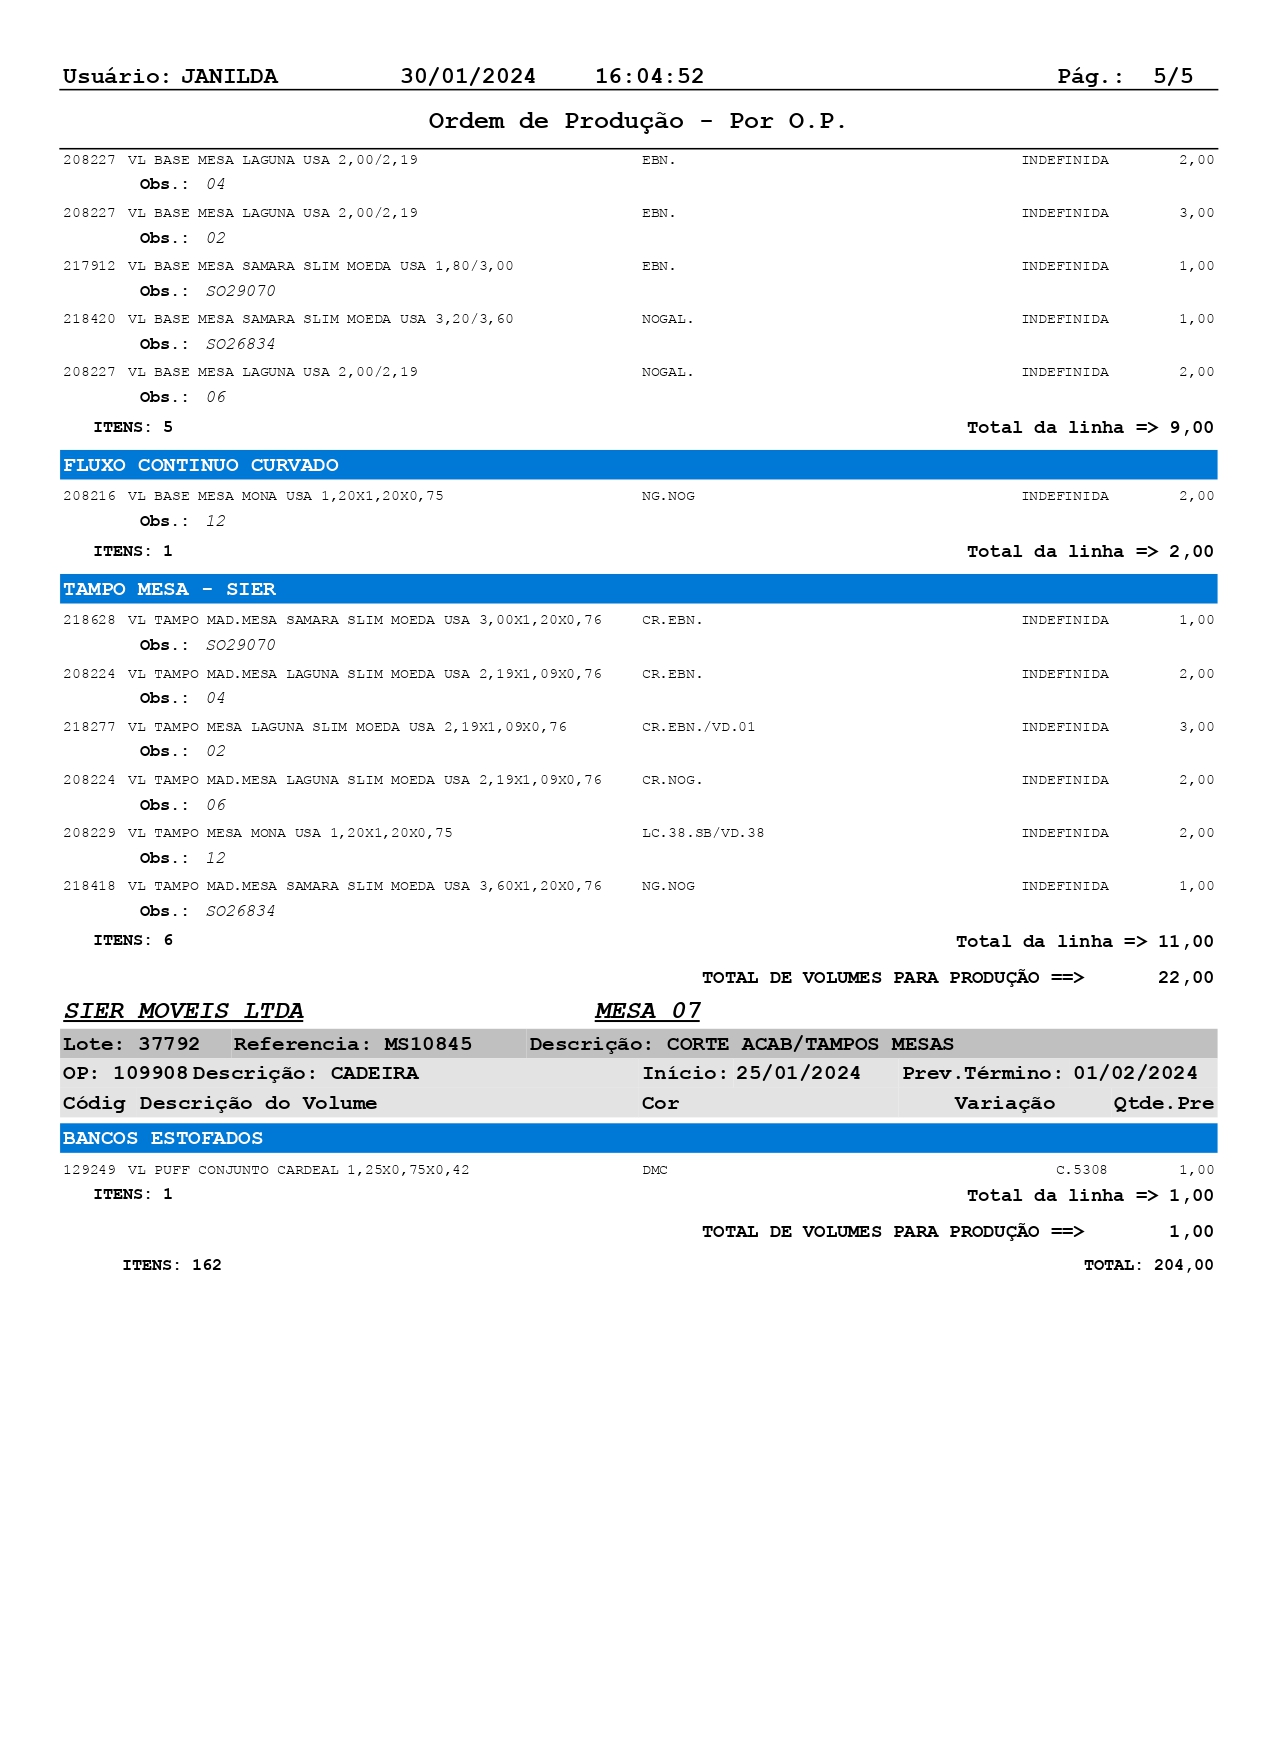 Usuário: JANILDA 30/01/2024 16:04:52 Pág.: 5/5
Ordem de Produção - Por O.P.
208227 VL BASE MESA LAGUNA USA 2,00/2,19 EBN. INDEFINIDA 2,00
Obs.: 04
208227 VL BASE MESA LAGUNA USA 2,00/2,19 EBN. INDEFINIDA 3,00
Obs.: 02
217912 VL BASE MESA SAMARA SLIM MOEDA USA 1,80/3,00 EBN. INDEFINIDA 1,00
Obs.: SO29070
218420 VL BASE MESA SAMARA SLIM MOEDA USA 3,20/3,60 NOGAL. INDEFINIDA 1,00
Obs.: SO26834
208227 VL BASE MESA LAGUNA USA 2,00/2,19 NOGAL. INDEFINIDA 2,00
Obs.: 06
ITENS: 5 Total da linha => 9,00
FLUXO CONTINUO CURVADO
208216 VL BASE MESA MONA USA 1,20X1,20X0,75 NG.NOG INDEFINIDA 2,00
Obs.: 12
ITENS: 1 Total da linha => 2,00
TAMPO MESA - SIER
218628 VL TAMPO MAD.MESA SAMARA SLIM MOEDA USA 3,00X1,20X0,76 CR.EBN. INDEFINIDA 1,00
Obs.: SO29070
208224 VL TAMPO MAD.MESA LAGUNA SLIM MOEDA USA 2,19X1,09X0,76 CR.EBN. INDEFINIDA 2,00
Obs.: 04
218277 VL TAMPO MESA LAGUNA SLIM MOEDA USA 2,19X1,09X0,76 CR.EBN./VD.01 INDEFINIDA 3,00
Obs.: 02
208224 VL TAMPO MAD.MESA LAGUNA SLIM MOEDA USA 2,19X1,09X0,76 CR.NOG. INDEFINIDA 2,00
Obs.: 06
208229 VL TAMPO MESA MONA USA 1,20X1,20X0,75 LC.38.SB/VD.38 INDEFINIDA 2,00
Obs.: 12
218418 VL TAMPO MAD.MESA SAMARA SLIM MOEDA USA 3,60X1,20X0,76 NG.NOG INDEFINIDA 1,00
Obs.: SO26834
ITENS: 6 Total da linha => 11,00
TOTAL DE VOLUMES PARA PRODUÇÃO ==> 22,00
SIER MOVEIS LTDA MESA 07
Lote: 37792 Referencia: MS10845 Descrição: CORTE ACAB/TAMPOS MESAS
OP: 109908 Descrição: CADEIRA Início: 25/01/2024 Prev.Término: 01/02/2024
Códig Descrição do Volume Cor Variação Qtde.Pre
BANCOS ESTOFADOS
129249 VL PUFF CONJUNTO CARDEAL 1,25X0,75X0,42 DMC C.5308 1,00
ITENS: 1 Total da linha => 1,00
TOTAL DE VOLUMES PARA PRODUÇÃO ==> 1,00
ITENS: 162 TOTAL: 204,00